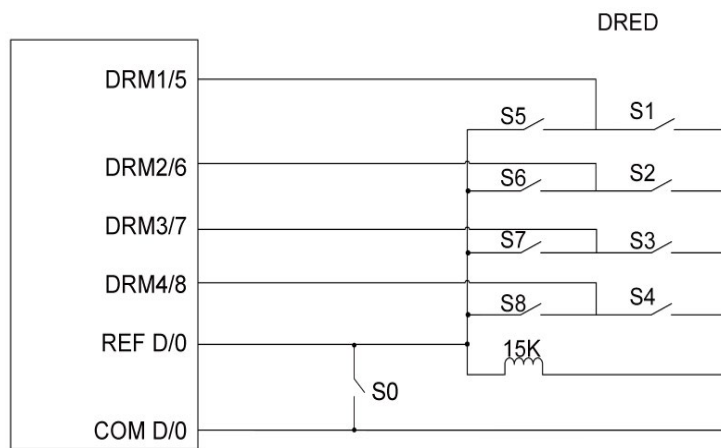 DRED
DRM1/5
S5
S1
DRM2/6
S6
S2
DRM3/7
S7
S3
DRM4/8
S8
S4
REF D/0
15K
S0
COM D/0